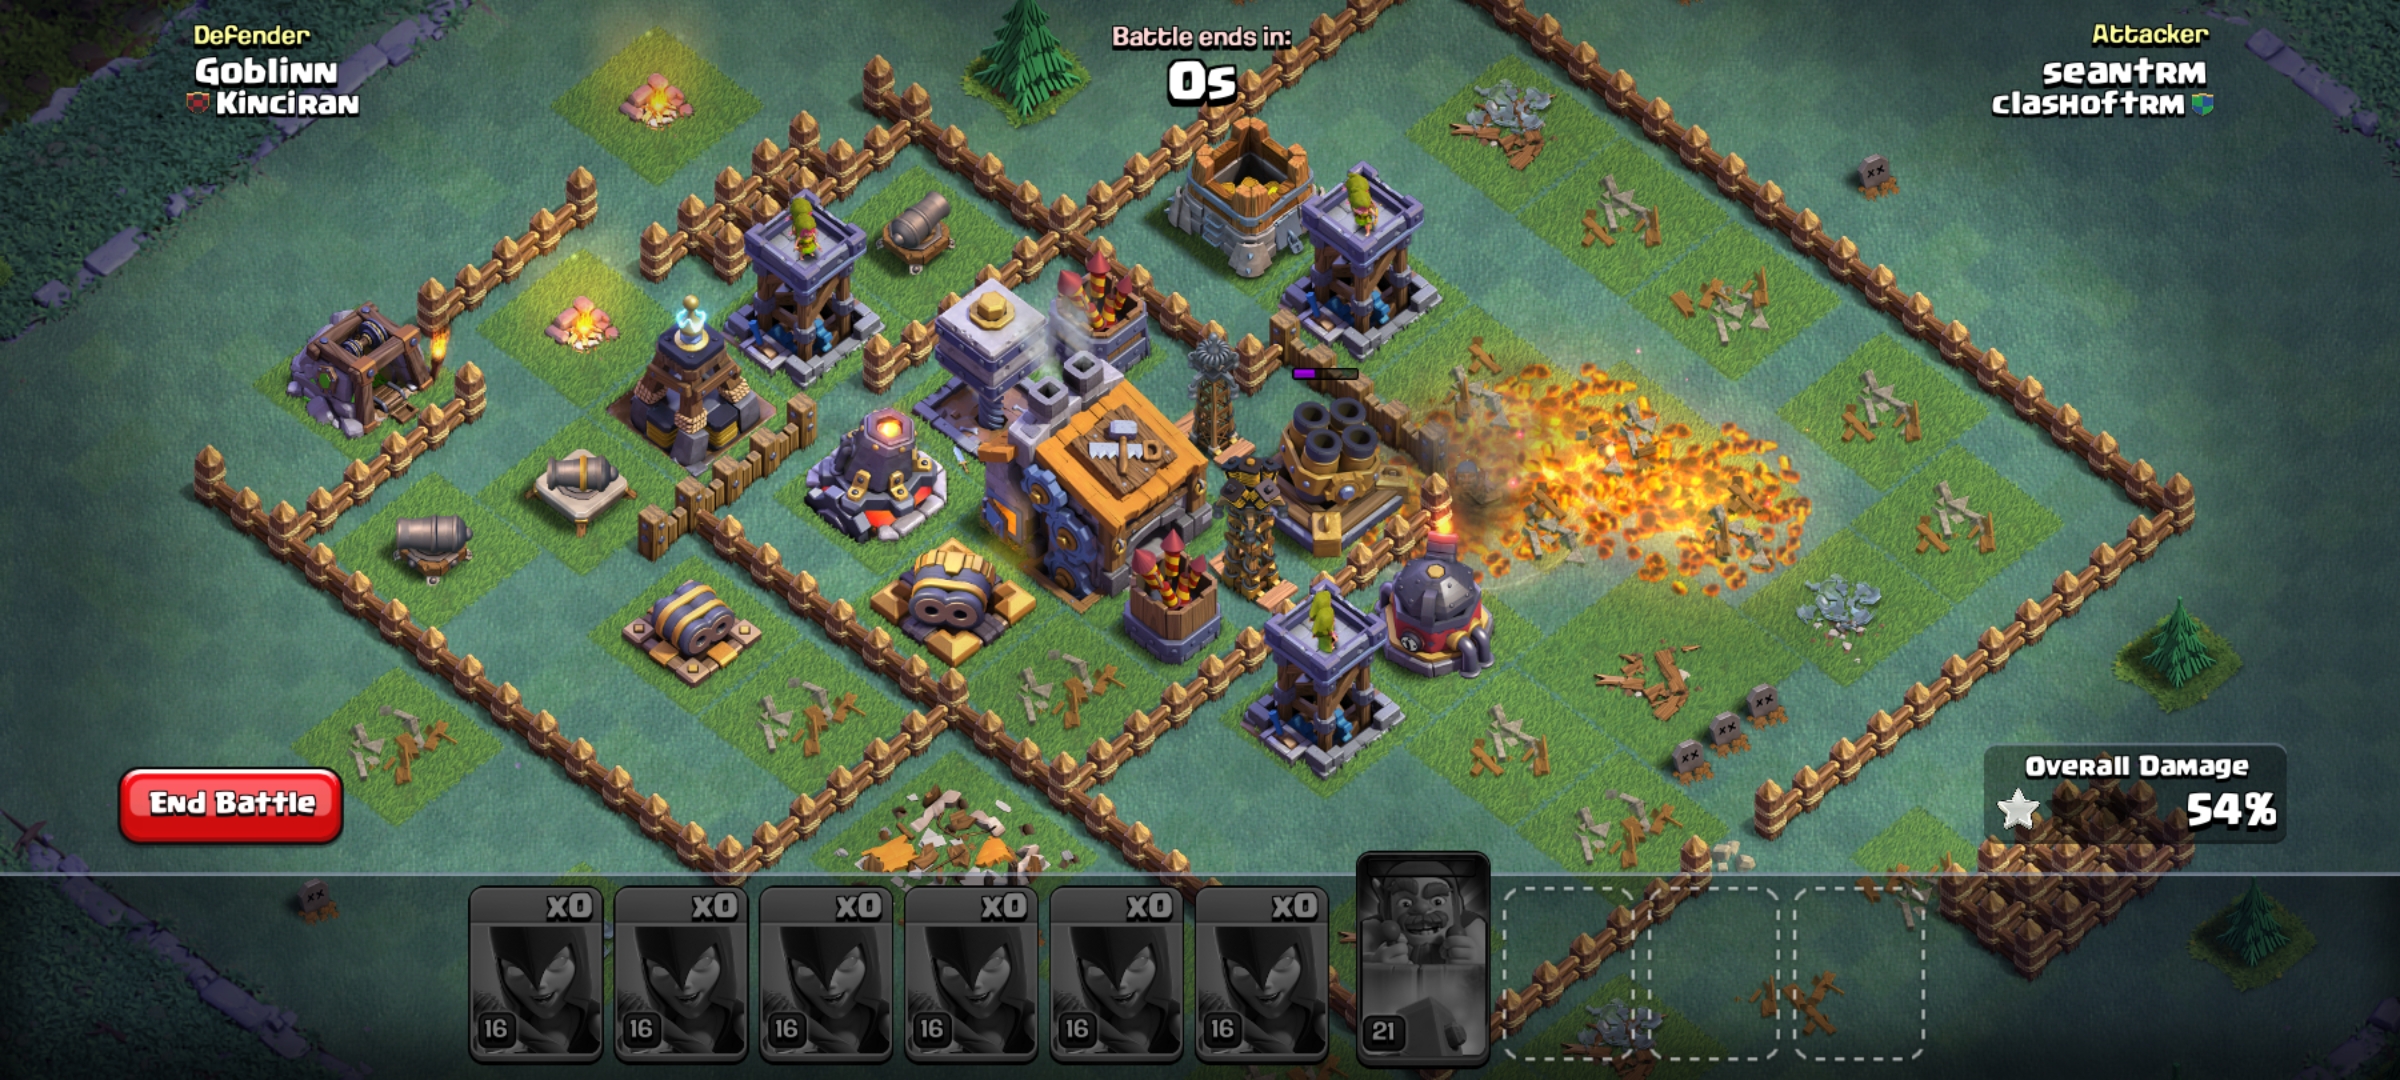 Defender
Goblinn
Kinciran
Battle ends in:
0s
Attacker
seantrm
clashoftrm
End Battle
Overall Damage
54%
x0
x0
x0
x0
x0
x0
16
16
16
16
16
16
21